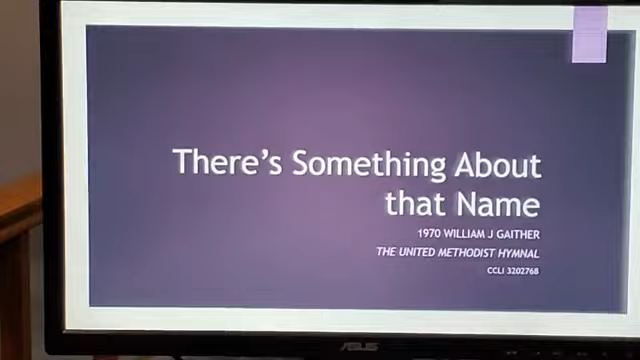 There's Something About
that Name
1970 WILLIAM J GAITHER
THE UNITED METHODIST HYMNAL
CCLI 3202768
ASUS